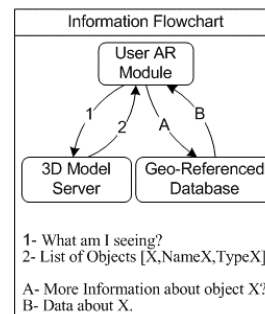 Information Flowchart
User AR
Module
1
2
A
B
3D Model
Server
Geo-Referenced
Database
1- What am I seeing?
2- List of Objects [X,NameX,TypeX]
A- More Information about object X?
B- Data about X.